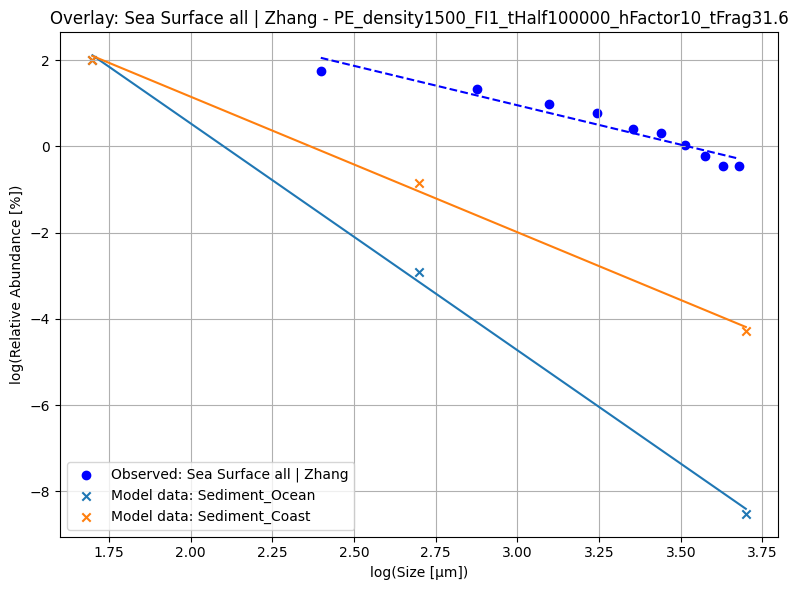 Overlay: Sea Surface all | Zhang - PE_density1500_FI1_tHalf100000_hFactor10_tFrag31.6
log(Relative Abundance [%])
2
0
−2
−4
−6
−8
Observed: Sea Surface all | Zhang
Model data: Sediment_Ocean
Model data: Sediment_Coast
1.75 2.00 2.25 2.50 2.75 3.00 3.25 3.50 3.75
log(Size [µm])